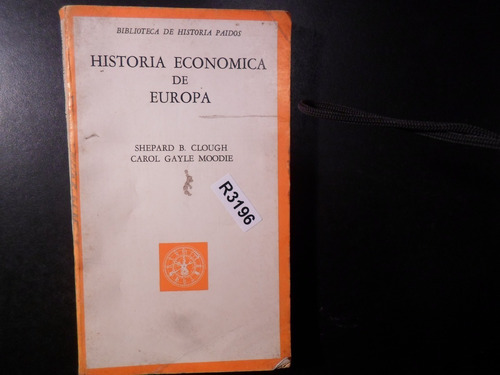 BIBLIOTECA DE HISTORIA PAIDOS
HISTORIA ECONOMICA
DE
EUROPA
SHEPARD B. CLOUGH
CAROL GAYLE MOODIE
R3196